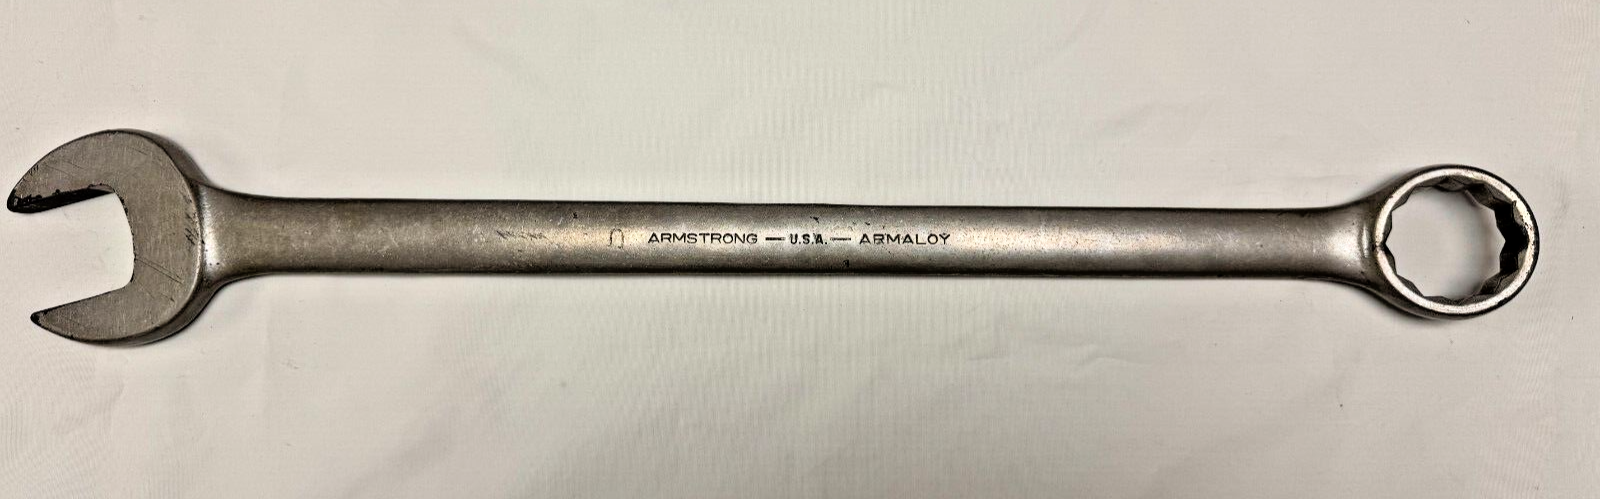 ARMSTRONG — U.S.A. — ARMALOY